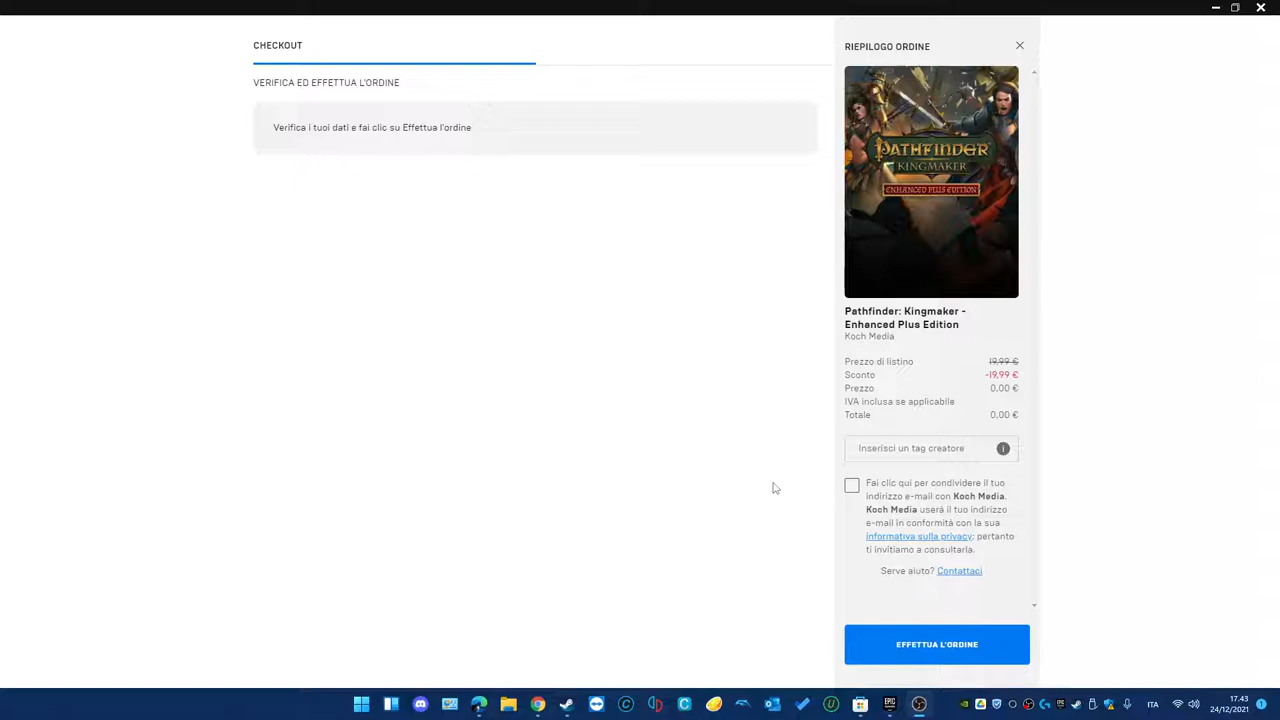 CHECKOUT
VERIFICA ED EFFETTUA L'ORDINE
Verifica i tuoi dati e fai clic su Effettua l'ordine
RIEPILOGO ORDINE
PATHFINDER
KINGMAKER
ENHANCED PLUS EDITION
Pathfinder: Kingmaker -
Enhanced Plus Edition
Koch Media
Prezzo di listino 19,99 €
Sconto -19,99 €
Prezzo 0,00 €
IVA inclusa se applicabile
Totale 0,00 €
Inserisci un tag creatore
Fai clic qui per condividere il tuo
indirizzo e-mail con Koch Media.
Koch Media userà il tuo indirizzo
e-mail in conformità con la sua
informativa sulla privacy; pertanto
ti invitiamo a consultarla.
Serve aiuto? Contattaci
EFFETTUA L'ORDINE
EPIC
ITA
17.43
24/12/2021